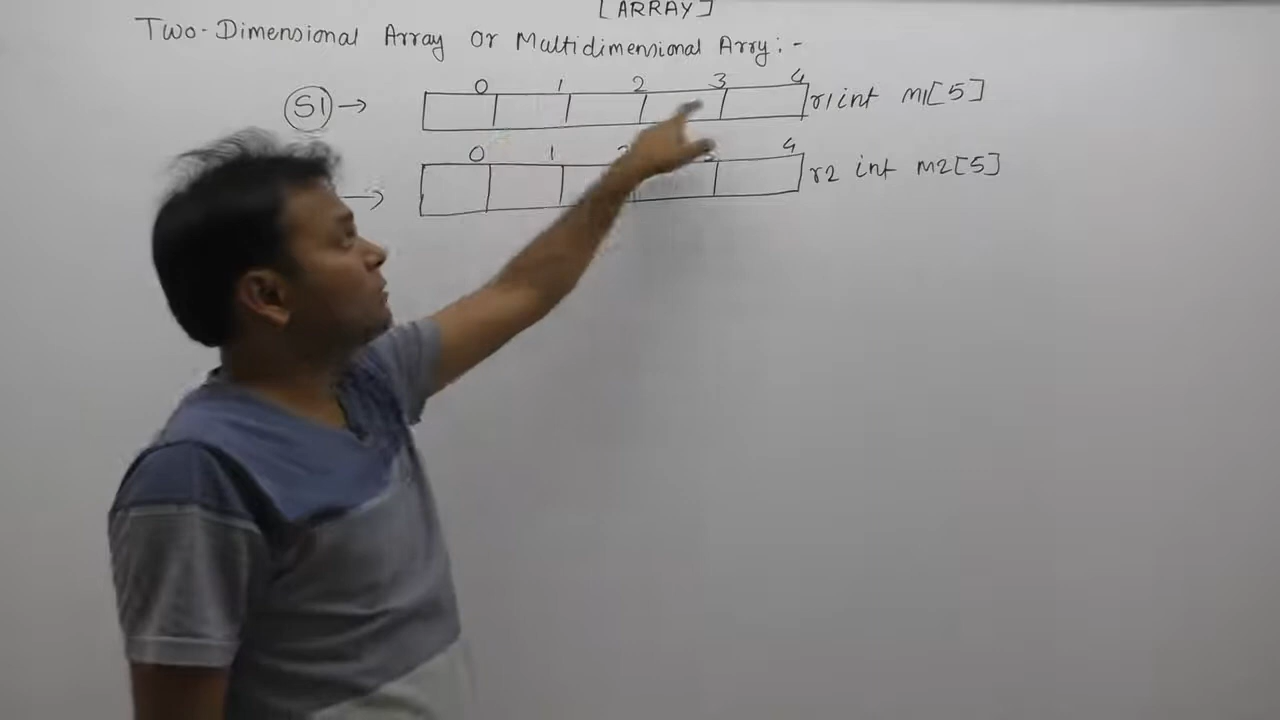 [ARRAY]
Two-Dimensional Array Or Multidimensional Arry:-
0 1 2 3 4
S1 → r1 int m1[5]
0 1 4
→ r2 int m2[5]